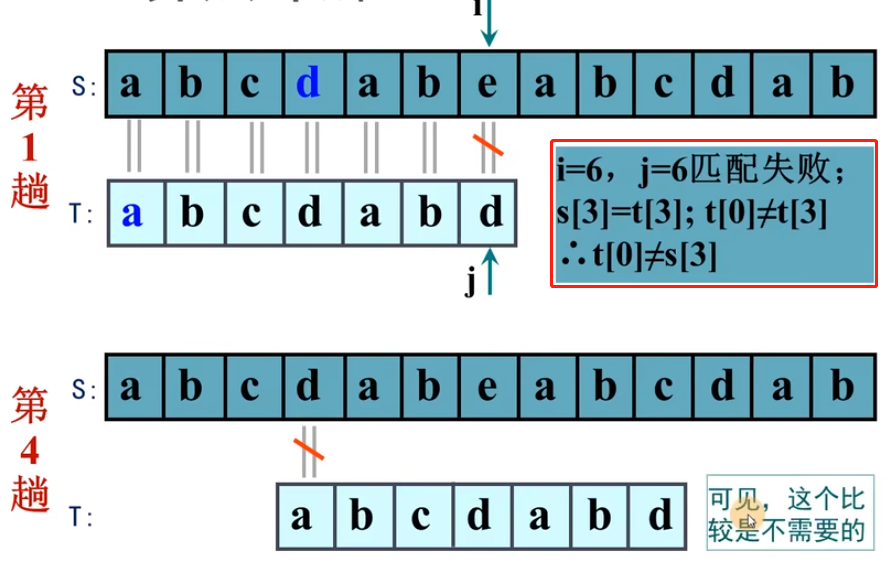 i
第1趟
S: a b c d a b e a b c d a b
T: a b c d a b d
j
i=6，j=6匹配失败；
s[3]=t[3]; t[0]≠t[3]
∴t[0]≠s[3]
第4趟
S: a b c d a b e a b c d a b
T: a b c d a b d
可见，这个比
较是不需要的